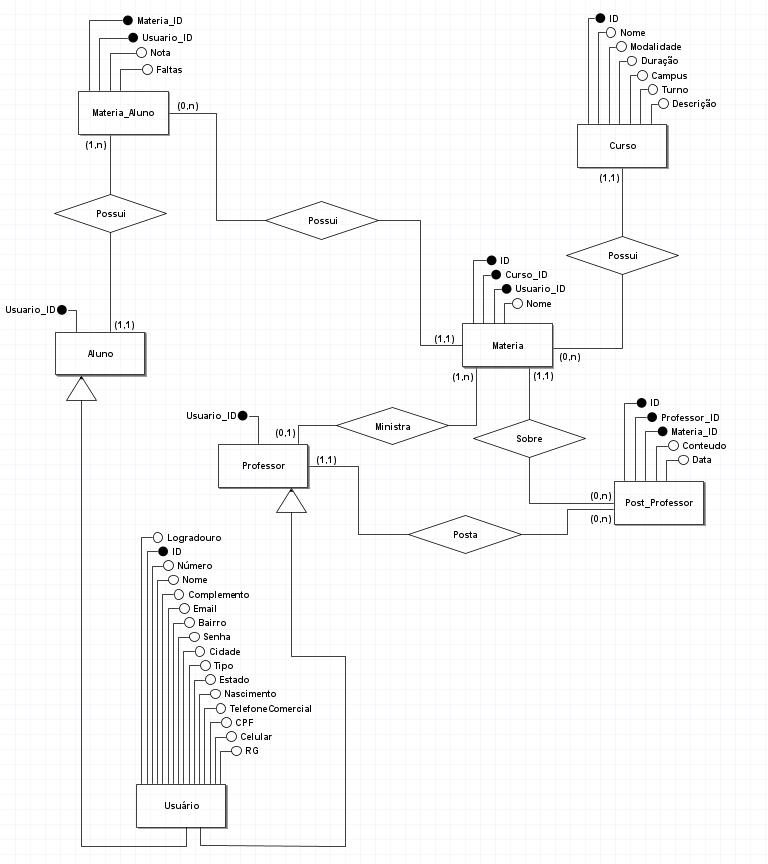 Materia_ID
Usuario_ID
Nota
Faltas
Materia_Aluno
(0,n)
(1,n)
Possui
Possui
ID
Nome
Modalidade
Duração
Campus
Turno
Descrição
Curso
(1,1)
Possui
Usuario_ID
(1,1)
Aluno
ID
Curso_ID
Usuario_ID
Nome
(1,1)
Materia
(0,n)
(1,n)
(1,1)
Usuario_ID
(0,1)
Ministra
Sobre
Professor
(1,1)
ID
Professor_ID
Materia_ID
Conteudo
Data
(0,n)
Post_Professor
(0,n)
Posta
Logradouro
ID
Número
Nome
Complemento
Email
Bairro
Senha
Cidade
Tipo
Estado
Nascimento
TelefoneComercial
CPF
Celular
RG
Usuário